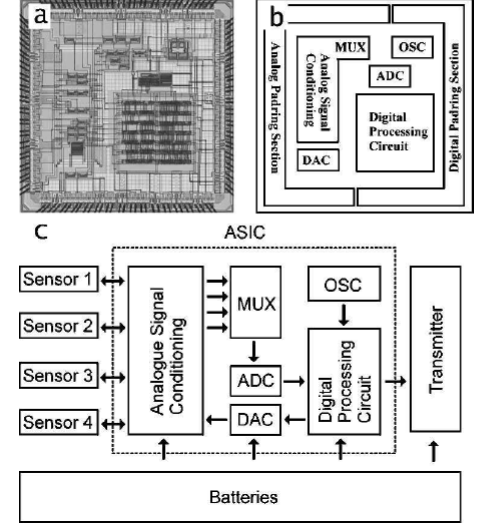 a
b
MUX
OSC
ADC
Analog Padring Section
Analog Signal
Conditioning
Digital Padring Section
Digital
Processing
Circuit
DAC
c
ASIC
Sensor 1
Sensor 2
Sensor 3
Sensor 4
Analogue Signal
Conditioning
MUX
OSC
ADC
DAC
Digital
Processing
Circuit
Transmitter
Batteries